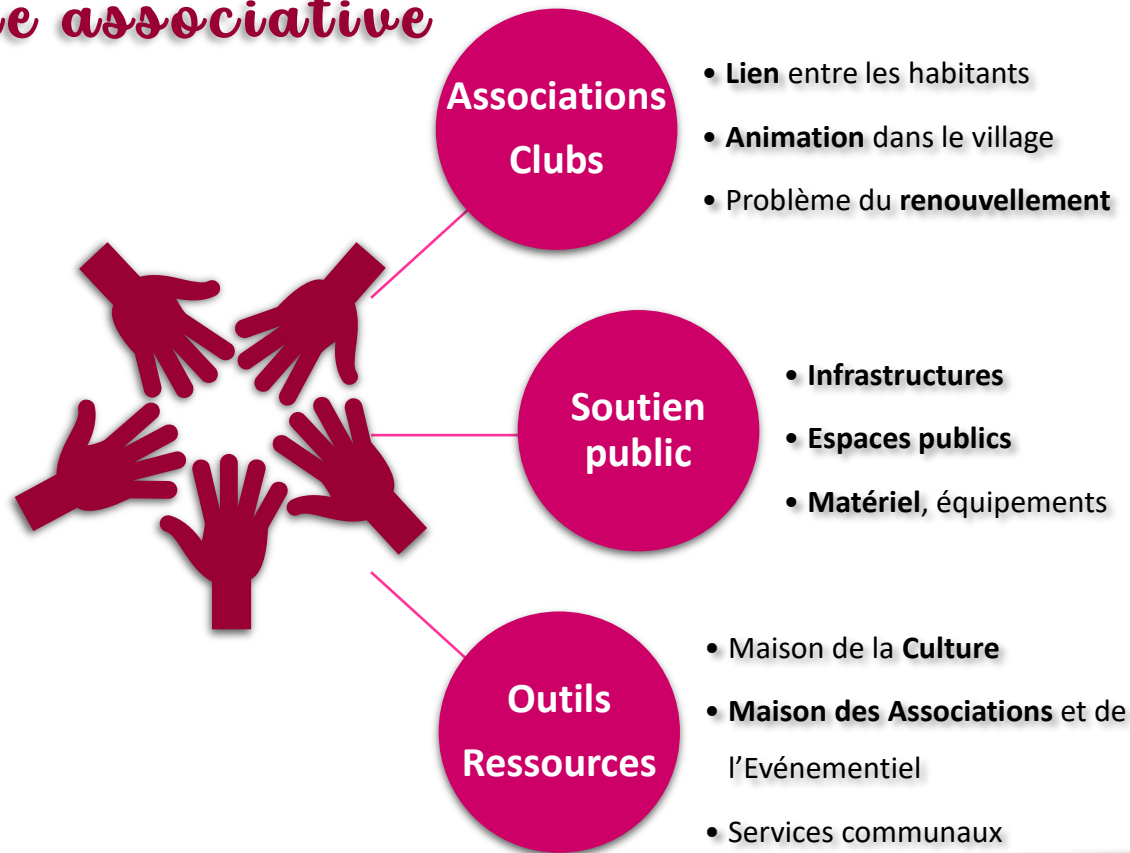 e associative
Associations
Clubs
• Lien entre les habitants
• Animation dans le village
• Problème du renouvellement
Soutien
public
• Infrastructures
• Espaces publics
• Matériel, équipements
Outils
Ressources
• Maison de la Culture
• Maison des Associations et de
l’Evénementiel
• Services communaux